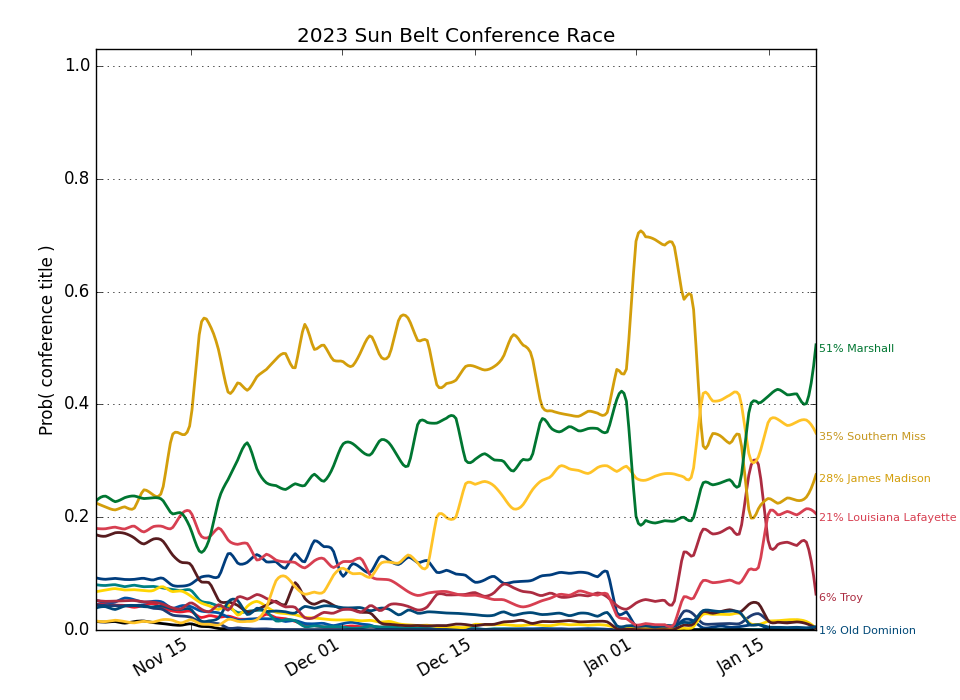 2023 Sun Belt Conference Race
Prob( conference title )
1.0
0.8
0.6
0.4
0.2
0.0
51% Marshall
35% Southern Miss
28% James Madison
21% Louisiana Lafayette
6% Troy
1% Old Dominion
Nov 15
Dec 01
Dec 15
Jan 01
Jan 15